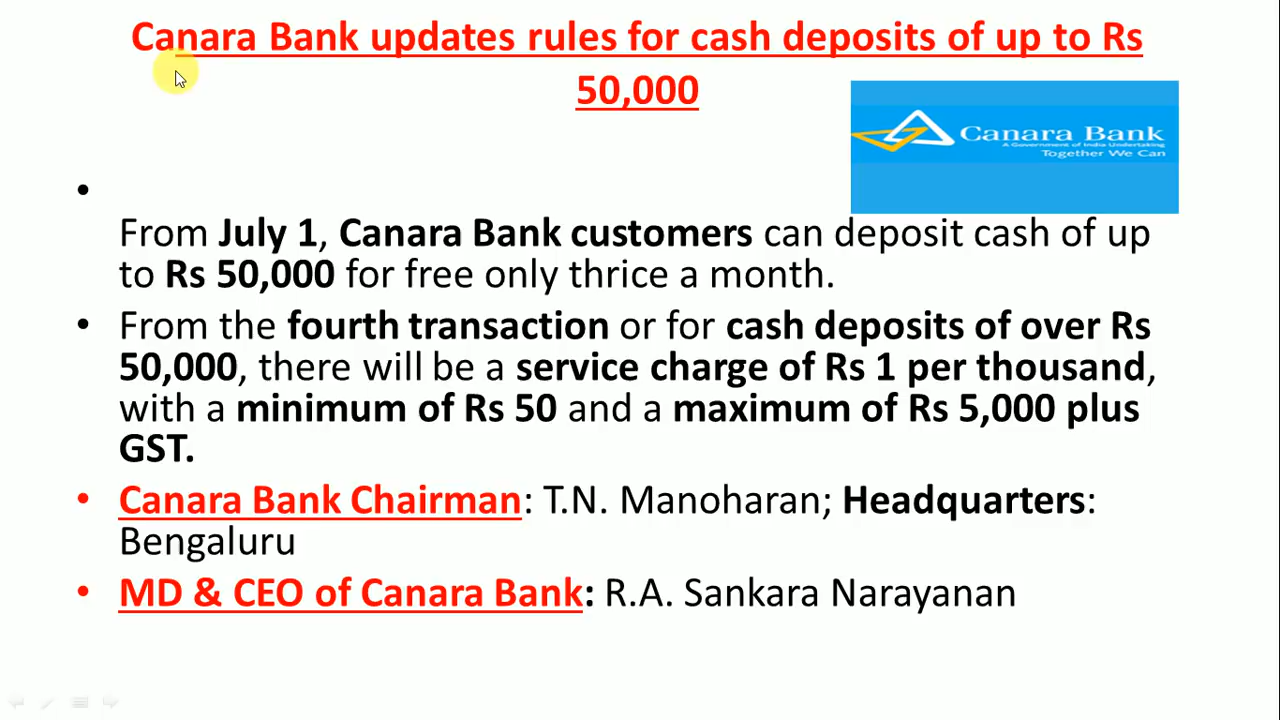 Canara Bank updates rules for cash deposits of up to Rs
50,000
Canara Bank
A Government of India Undertaking
Together We Can
•
From July 1, Canara Bank customers can deposit cash of up
to Rs 50,000 for free only thrice a month.
• From the fourth transaction or for cash deposits of over Rs
50,000, there will be a service charge of Rs 1 per thousand,
with a minimum of Rs 50 and a maximum of Rs 5,000 plus
GST.
• Canara Bank Chairman: T.N. Manoharan; Headquarters:
Bengaluru
• MD & CEO of Canara Bank: R.A. Sankara Narayanan